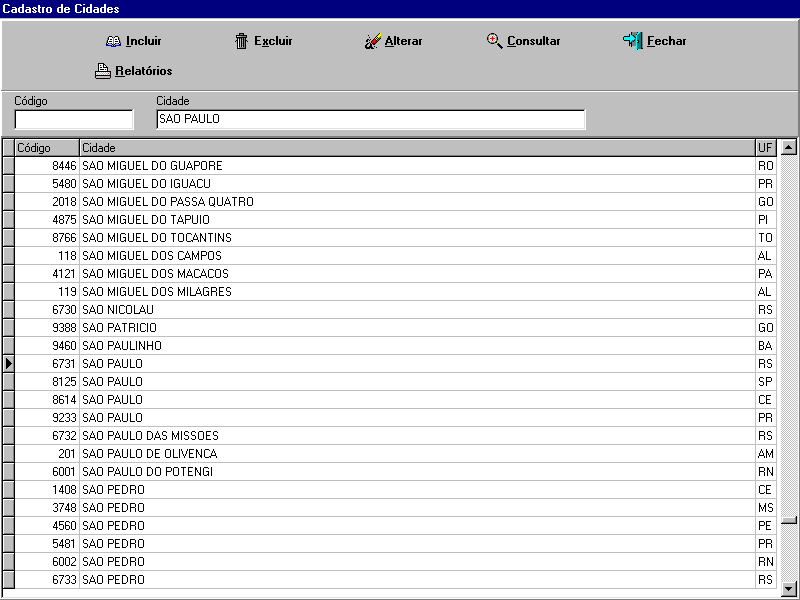 Cadastro de Cidades
Incluir Excluir Alterar Consultar Fechar
Relatórios
Código Cidade
SAO PAULO
Código Cidade UF
8446 SAO MIGUEL DO GUAPORE RO
5480 SAO MIGUEL DO IGUACU PR
2018 SAO MIGUEL DO PASSA QUATRO GO
4875 SAO MIGUEL DO TAPUIO PI
8766 SAO MIGUEL DO TOCANTINS TO
118 SAO MIGUEL DOS CAMPOS AL
4121 SAO MIGUEL DOS MACACOS PA
119 SAO MIGUEL DOS MILAGRES AL
6730 SAO NICOLAU RS
9388 SAO PATRICIO GO
9460 SAO PAULINHO BA
6731 SAO PAULO RS
8125 SAO PAULO SP
8614 SAO PAULO CE
9233 SAO PAULO PR
6732 SAO PAULO DAS MISSOES RS
201 SAO PAULO DE OLIVENCA AM
6001 SAO PAULO DO POTENGI RN
1408 SAO PEDRO CE
3748 SAO PEDRO MS
4560 SAO PEDRO PE
5481 SAO PEDRO PR
6002 SAO PEDRO RN
6733 SAO PEDRO RS